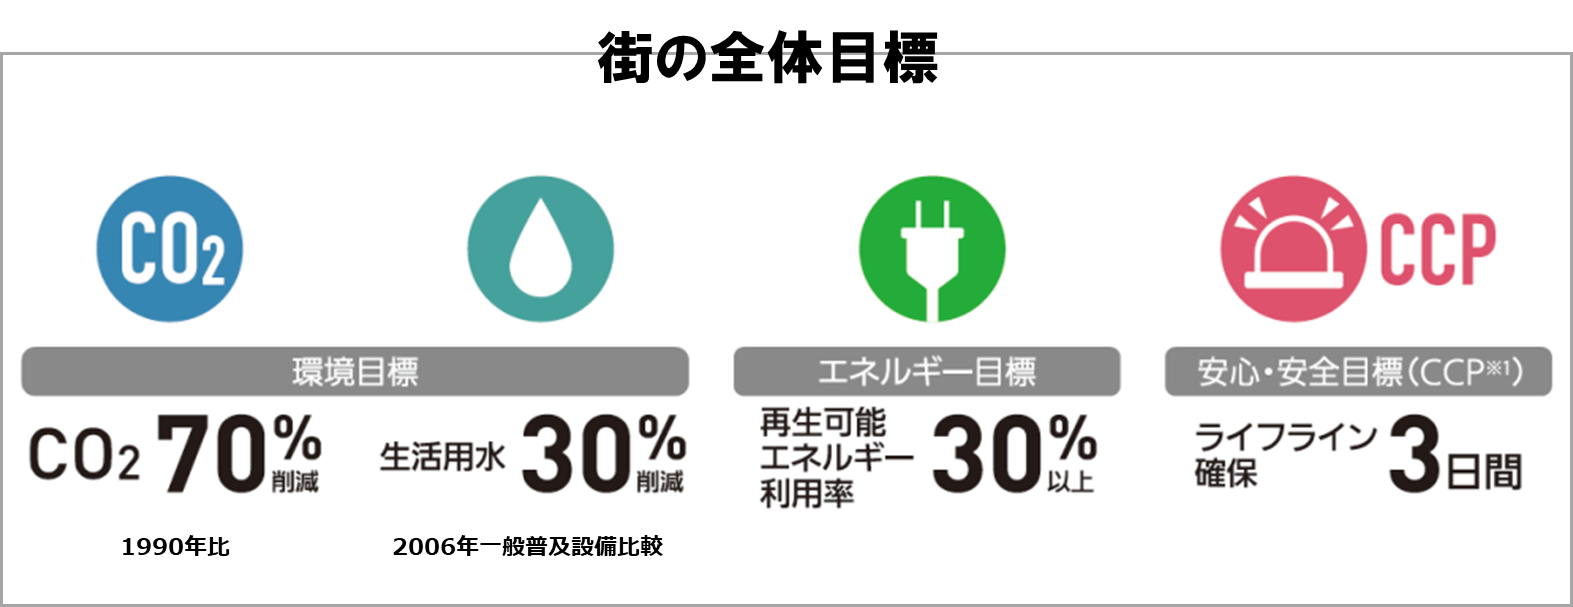 街の全体目標
CO2
CCP
環境目標
エネルギー目標
安心・安全目標(CCP※1)
CO2 70%削減
生活用水 30%削減
再生可能
エネルギー
利用率
30%以上
ライフライン
確保
3日間
1990年比
2006年一般普及設備比較